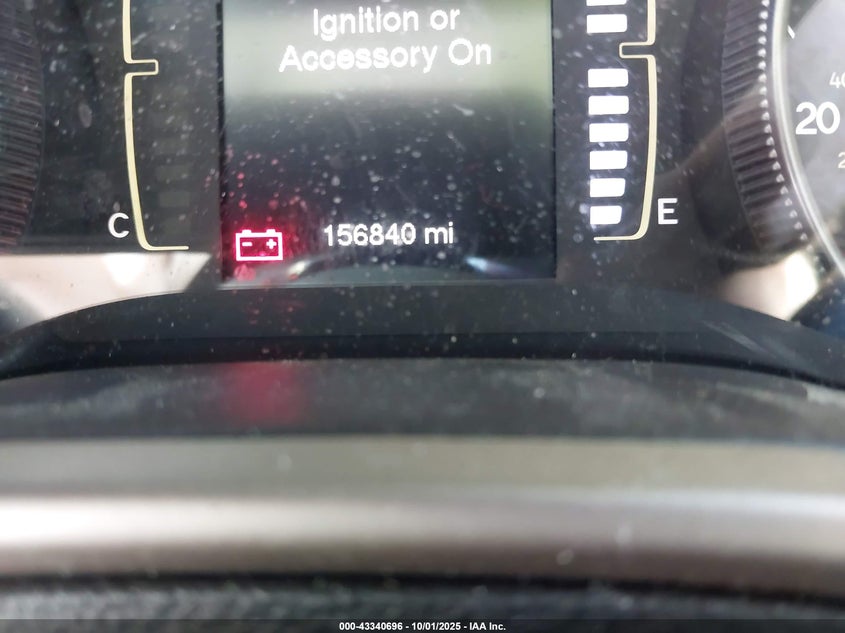 Ignition or
Accessory On
20
C
E
156840 mi
000-43340696 - 10/01/2025 - IAA Inc.